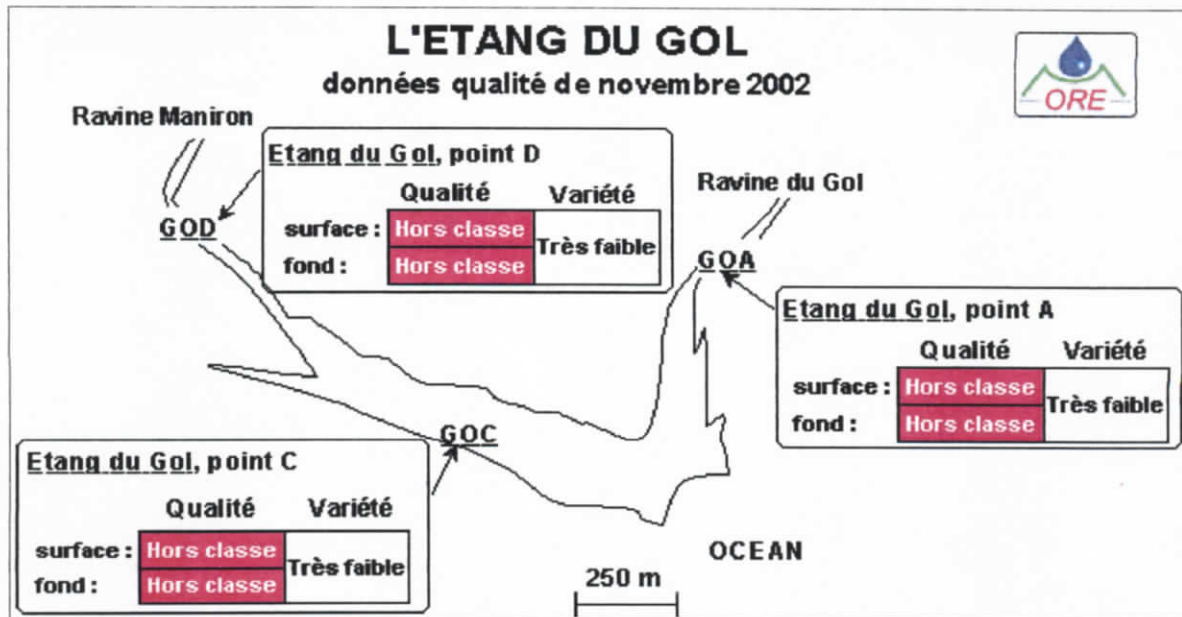 L'ETANG DU GOL
données qualité de novembre 2002
ORE
Ravine Maniron
Etang du Gol, point D
Qualité Variété
surface : Hors classe Très faible
fond : Hors classe
GOD
Ravine du Gol
GOA
Etang du Gol, point A
Qualité Variété
surface : Hors classe Très faible
fond : Hors classe
GOC
Etang du Gol, point C
Qualité Variété
surface : Hors classe Très faible
fond : Hors classe
OCEAN
250 m